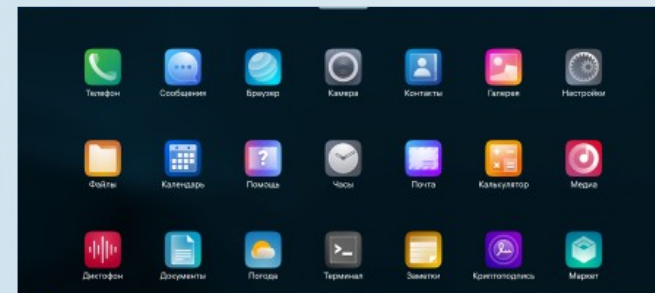 Телефон Сообщения Браузер Камера Контакты Галерея Настройки
Файлы Календарь Помощь Часы Почта Калькулятор Медиа
Диктофон Документы Погода Терминал Заметки Криптоподпись Маркет